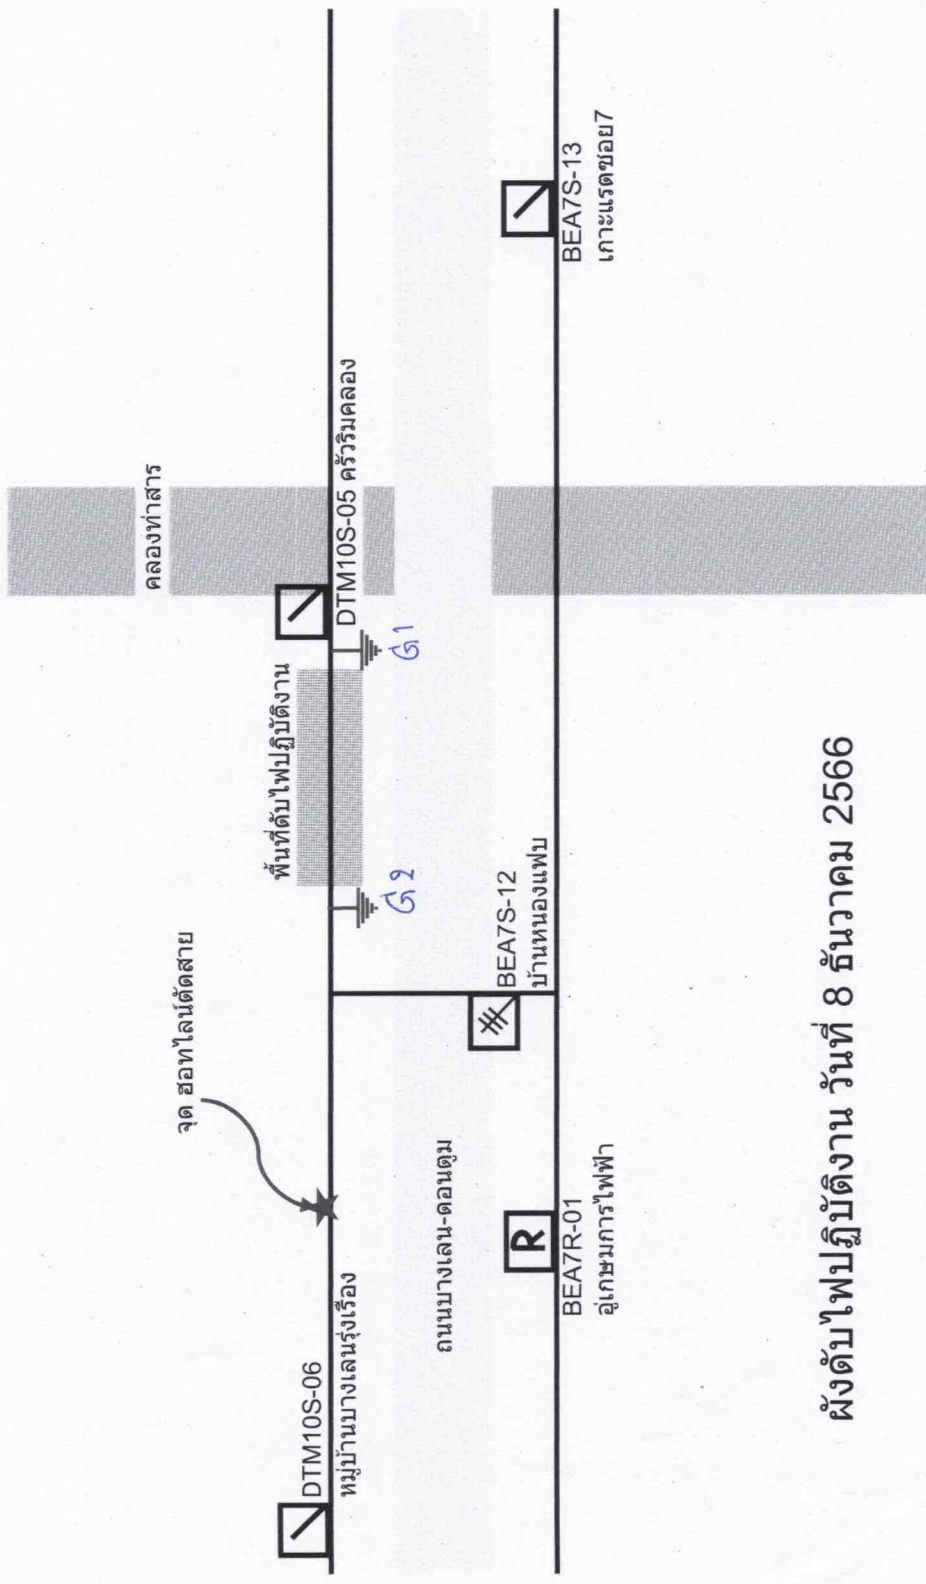 คลองท่าสาร
จุด ฮอทไลน์ตัดสาย
พื้นที่ดับไฟปฏิบัติงาน
DTM10S-06
หมู่บ้านบางเลนรุ่งเรือง
G2
G1
DTM10S-05 ครัวริมคลอง
ถนนบางเลน-ดอนตูม
BEA7S-12
บ้านหนองแฟบ
R
BEA7R-01
อู่เกษมการไฟฟ้า
BEA7S-13
เกาะแรดซอย7
ผังดับไฟปฏิบัติงาน วันที่ 8 ธันวาคม 2566